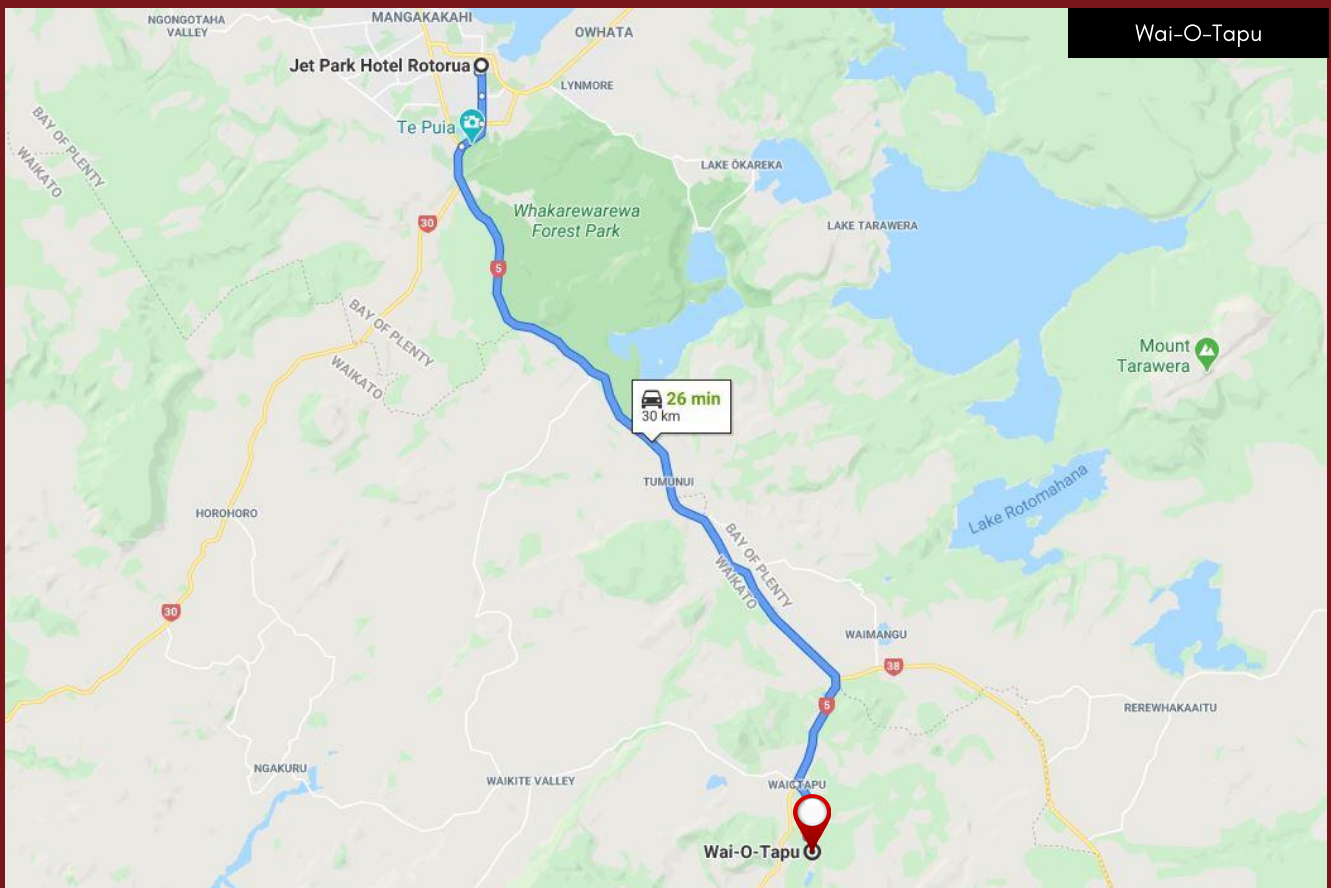 Wai-O-Tapu
NGONGOTAHA
VALLEY
MANGAKAKAHI
OWHATA
Jet Park Hotel Rotorua
LYNMORE
Te Puia
BAY OF PLENTY
WAIKATO
LAKE ŌKAREKA
Whakarewarewa
Forest Park
30
LAKE TARAWERA
5
BAY OF PLENTY
WAIKATO
Mount
Tarawera
26 min
30 km
TUMUNUI
Lake Rotomahana
HOROHORO
BAY OF PLENTY
WAIKATO
30
WAIMANGU
38
5
REREWHAKAAITU
NGAKURU
WAIKITE VALLEY
WAIOTAPU
Wai-O-Tapu